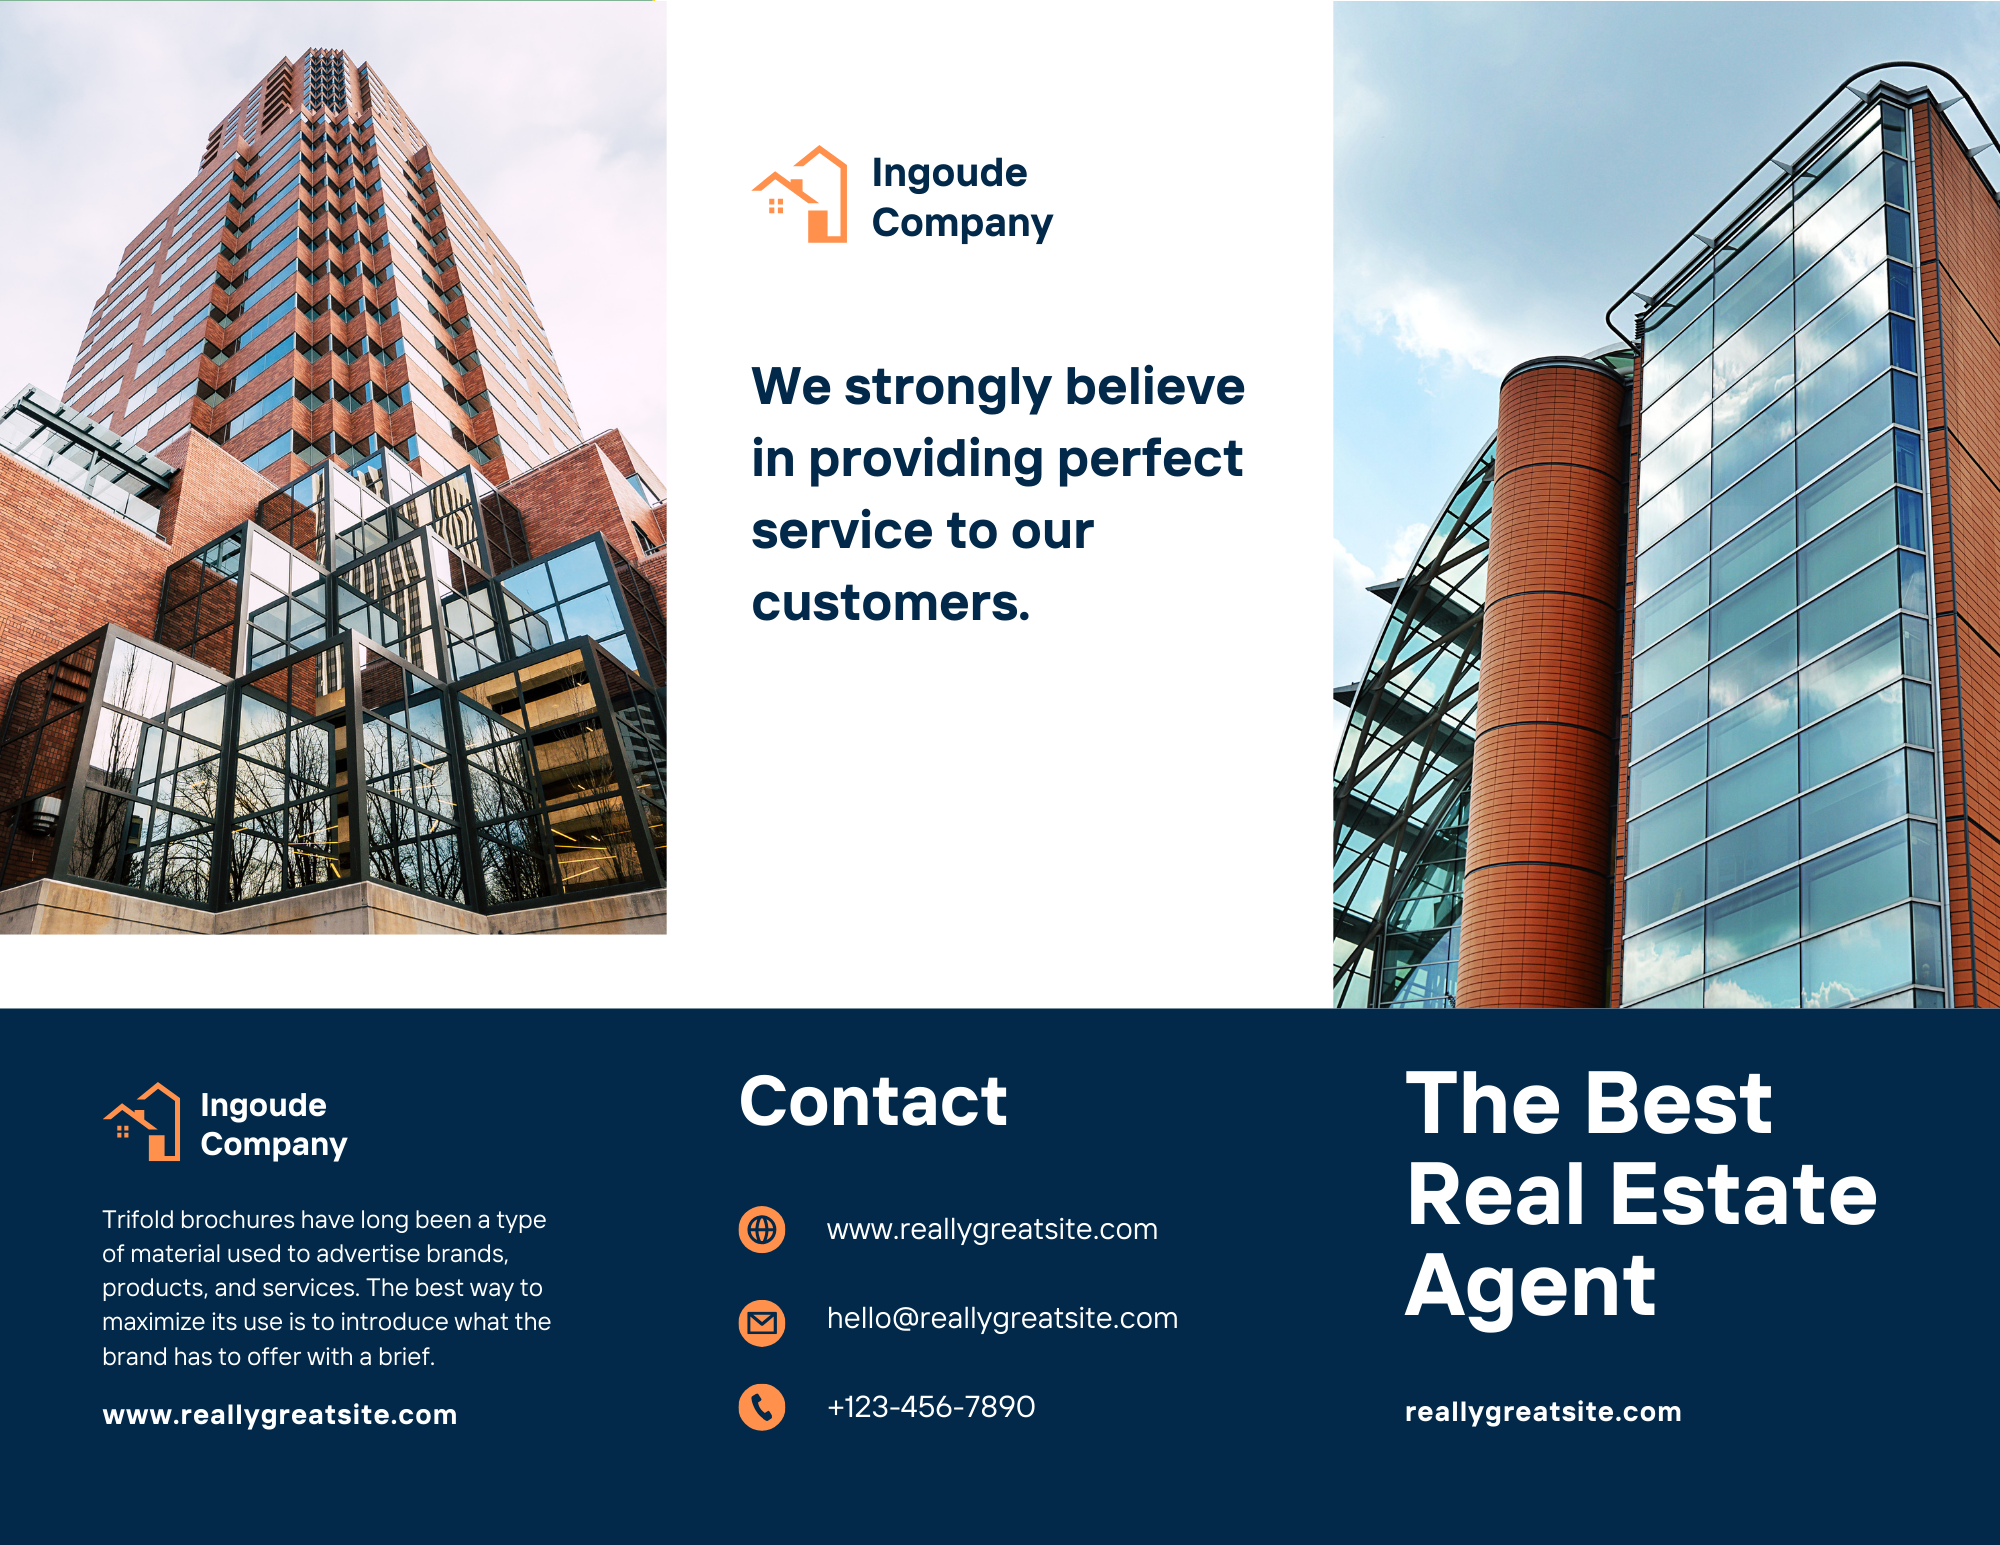 Ingoude
Company
We strongly believe
in providing perfect
service to our
customers.
Ingoude
Company
Trifold brochures have long been a type
of material used to advertise brands,
products, and services. The best way to
maximize its use is to introduce what the
brand has to offer with a brief.
www.reallygreatsite.com
Contact
www.reallygreatsite.com
hello@reallygreatsite.com
+123-456-7890
The Best
Real Estate
Agent
reallygreatsite.com